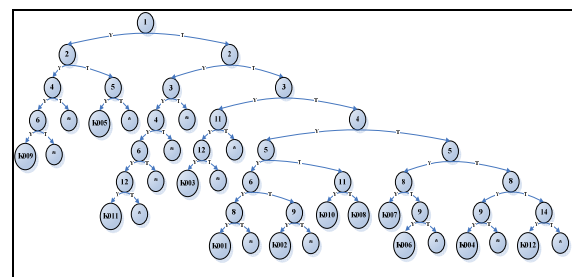 1
Y T
2 2
Y T Y T
4 5 3 3
Y T Y T Y T Y T
6 * K005 * 4 * 11 4
Y T Y T Y T Y T
K009 * 6 * 12 * 5 5
Y T Y T Y T Y T
12 * K003 * 6 11 8 8
Y T Y T Y T Y T Y T
K011 * 8 9 K010 K008 K007 9 9 14
Y T Y T Y T Y T Y T
K001 * K002 * K006 * K004 * K012 *